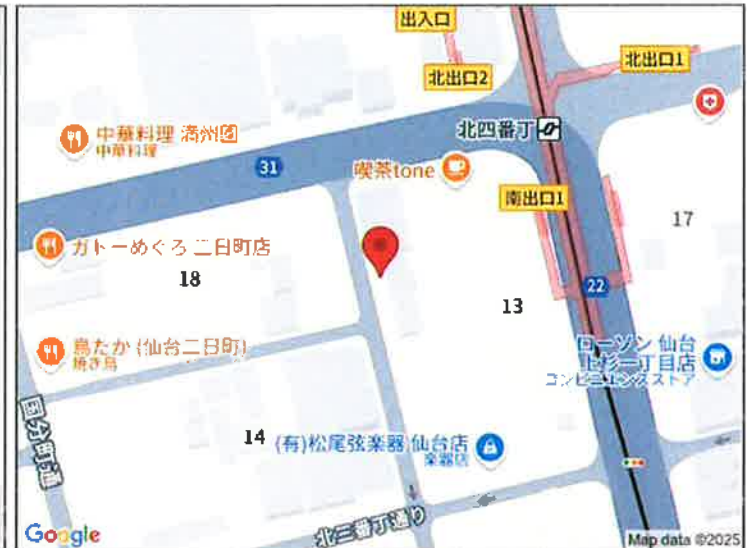 出入口
北出口2
北出口1
中華料理 満州園
中華料理
31
北四番丁
喫茶tone
南出口1
17
ガトーめぐろ 二日町店
18
13
22
鳥たか (仙台二日町)
焼き鳥
ローソン 仙台
上杉一丁目店
コンビニエンスストア
国分町通
14
(有)松尾弦楽器 仙台店
楽器店
北三番丁通り
Google
Map data ©2025